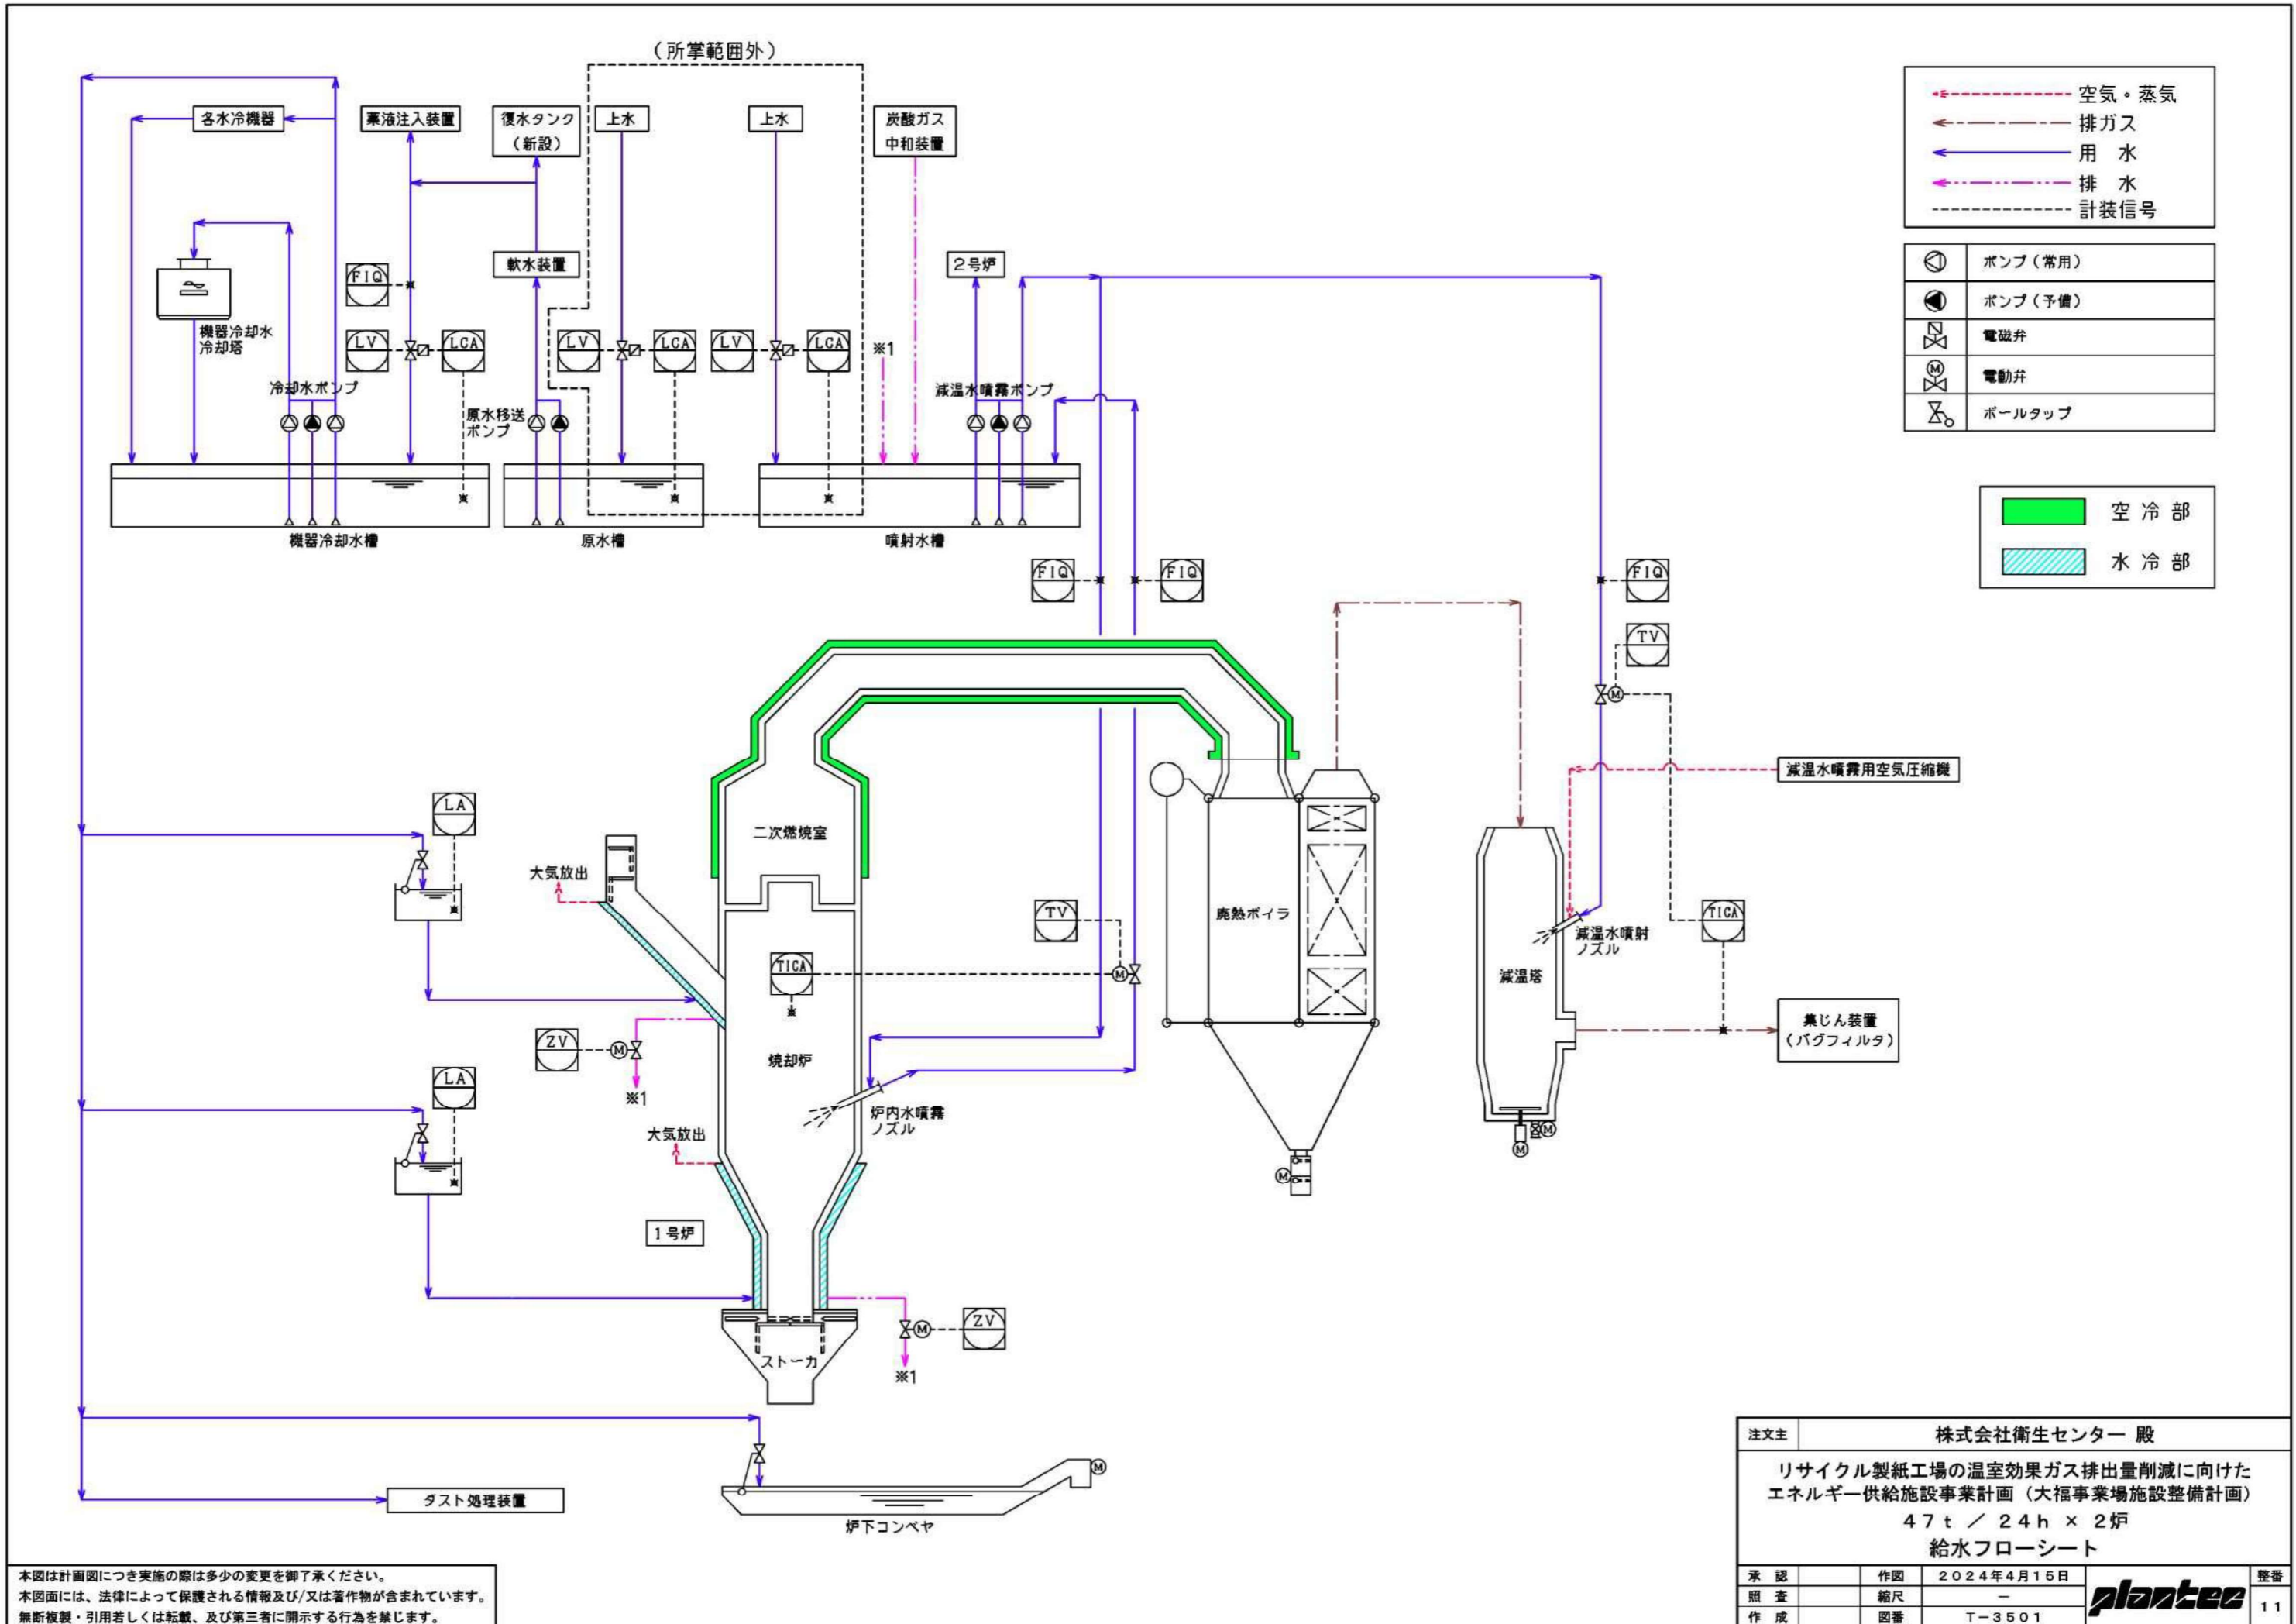 (所掌範囲外)
各水冷機器
薬液注入装置
復水タンク
(新設)
上水
上水
炭酸ガス
中和装置
空気・蒸気
排ガス
用 水
排 水
計装信号
ポンプ(常用)
ポンプ(予備)
M
電磁弁
電動弁
ボールタップ
空 冷 部
水 冷 部
軟水装置
2号炉
FIQ
機器冷却水
冷却塔
LV
LCA
LV
LCA
LV
LCA
※1
冷却水ポンプ
原水移送
ポンプ
減温水噴霧ポンプ
機器冷却水槽
原水槽
噴射水槽
FIQ
FIQ
FIQ
TV
M
減温水噴霧用空気圧縮機
LA
二次燃焼室
大気放出
廃熱ボイラ
TV
TICA
M
TICA
減温水噴射
ノズル
減温塔
集じん装置
(バグフィルタ)
ZV
M
※1
焼却炉
LA
炉内水噴霧
ノズル
大気放出
M
M
M
1号炉
ZV
M
※1
ストーカ
M
ダスト処理装置
炉下コンベヤ
注文主
株式会社衛生センター 殿
リサイクル製紙工場の温室効果ガス排出量削減に向けた
エネルギー供給施設事業計画(大福事業場施設整備計画)
47t / 24h × 2炉
給水フローシート
承 認
作図
2024年4月15日
plantec
整番
照 査
縮尺
−
11
作 成
図番
T−3501
本図は計画図につき実施の際は多少の変更を御了承ください。
本図面には、法律によって保護される情報及び/又は著作物が含まれています。
無断複製・引用若しくは転載、及び第三者に開示する行為を禁じます。